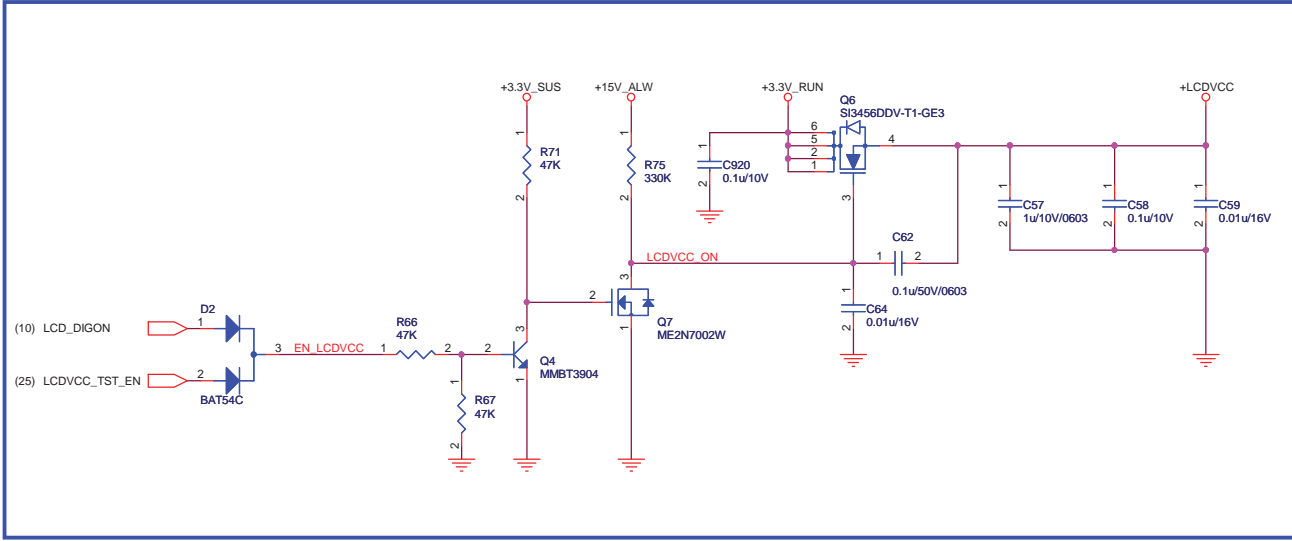 +3.3V_SUS
+15V_ALW
+3.3V_RUN
+LCDVCC
Q6
SI3456DDV-T1-GE3
1
R71
47K
2
1
R75
330K
2
1
C920
0.1u/10V
2
6
5
2
1
4
3
1
C57
1u/10V/0603
2
1
C58
0.1u/10V
2
1
C59
0.01u/16V
2
LCDVCC_ON
C62
1
2
0.1u/50V/0603
1
C64
0.01u/16V
2
3
2
1
Q7
ME2N7002W
D2
(10) LCD_DIGON
1
3
EN_LCDVCC
(25) LCDVCC_TST_EN
2
BAT54C
R66
47K
1
2
2
3
1
Q4
MMBT3904
1
R67
47K
2